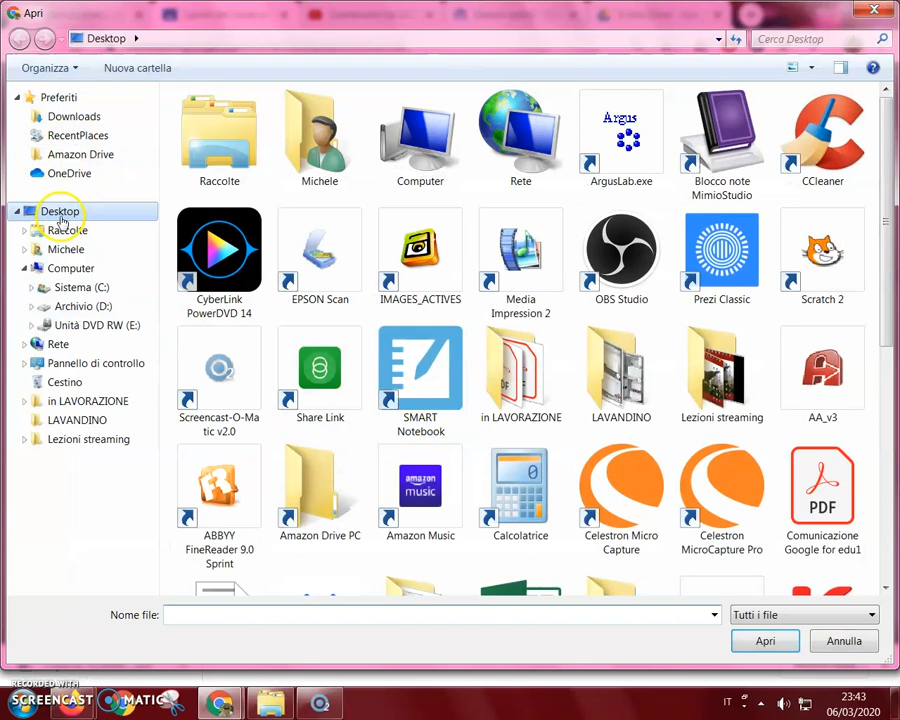 Apri
Desktop
Cerca Desktop
Organizza
Nuova cartella
Preferiti
Downloads
RecentPlaces
Amazon Drive
OneDrive
Desktop
Raccolte
Michele
Computer
Sistema (C:)
Archivio (D:)
Unità DVD RW (E:)
Rete
Pannello di controllo
Cestino
in LAVORAZIONE
LAVANDINO
Lezioni streaming
Raccolte
Michele
Computer
Rete
Argus
ArgusLab.exe
Blocco note
MimioStudio
CCleaner
CyberLink
PowerDVD 14
EPSON Scan
IMAGES_ACTIVES
Media
Impression 2
OBS Studio
Prezi Classic
Scratch 2
Screencast-O-Ma
tic v2.0
Share Link
SMART
Notebook
PDF
in LAVORAZIONE
LAVANDINO
Lezioni streaming
AA_v3
ABBYY
FineReader 9.0
Sprint
Amazon Drive PC
music
Amazon Music
0
Calcolatrice
Celestron Micro
Capture
Celestron
MicroCapture Pro
PDF
Comunicazione
Google for edu1
Nome file:
Tutti i file
Apri
Annulla
RECORDED WITH
SCREENCAST MATIC
IT
23:43
06/03/2020